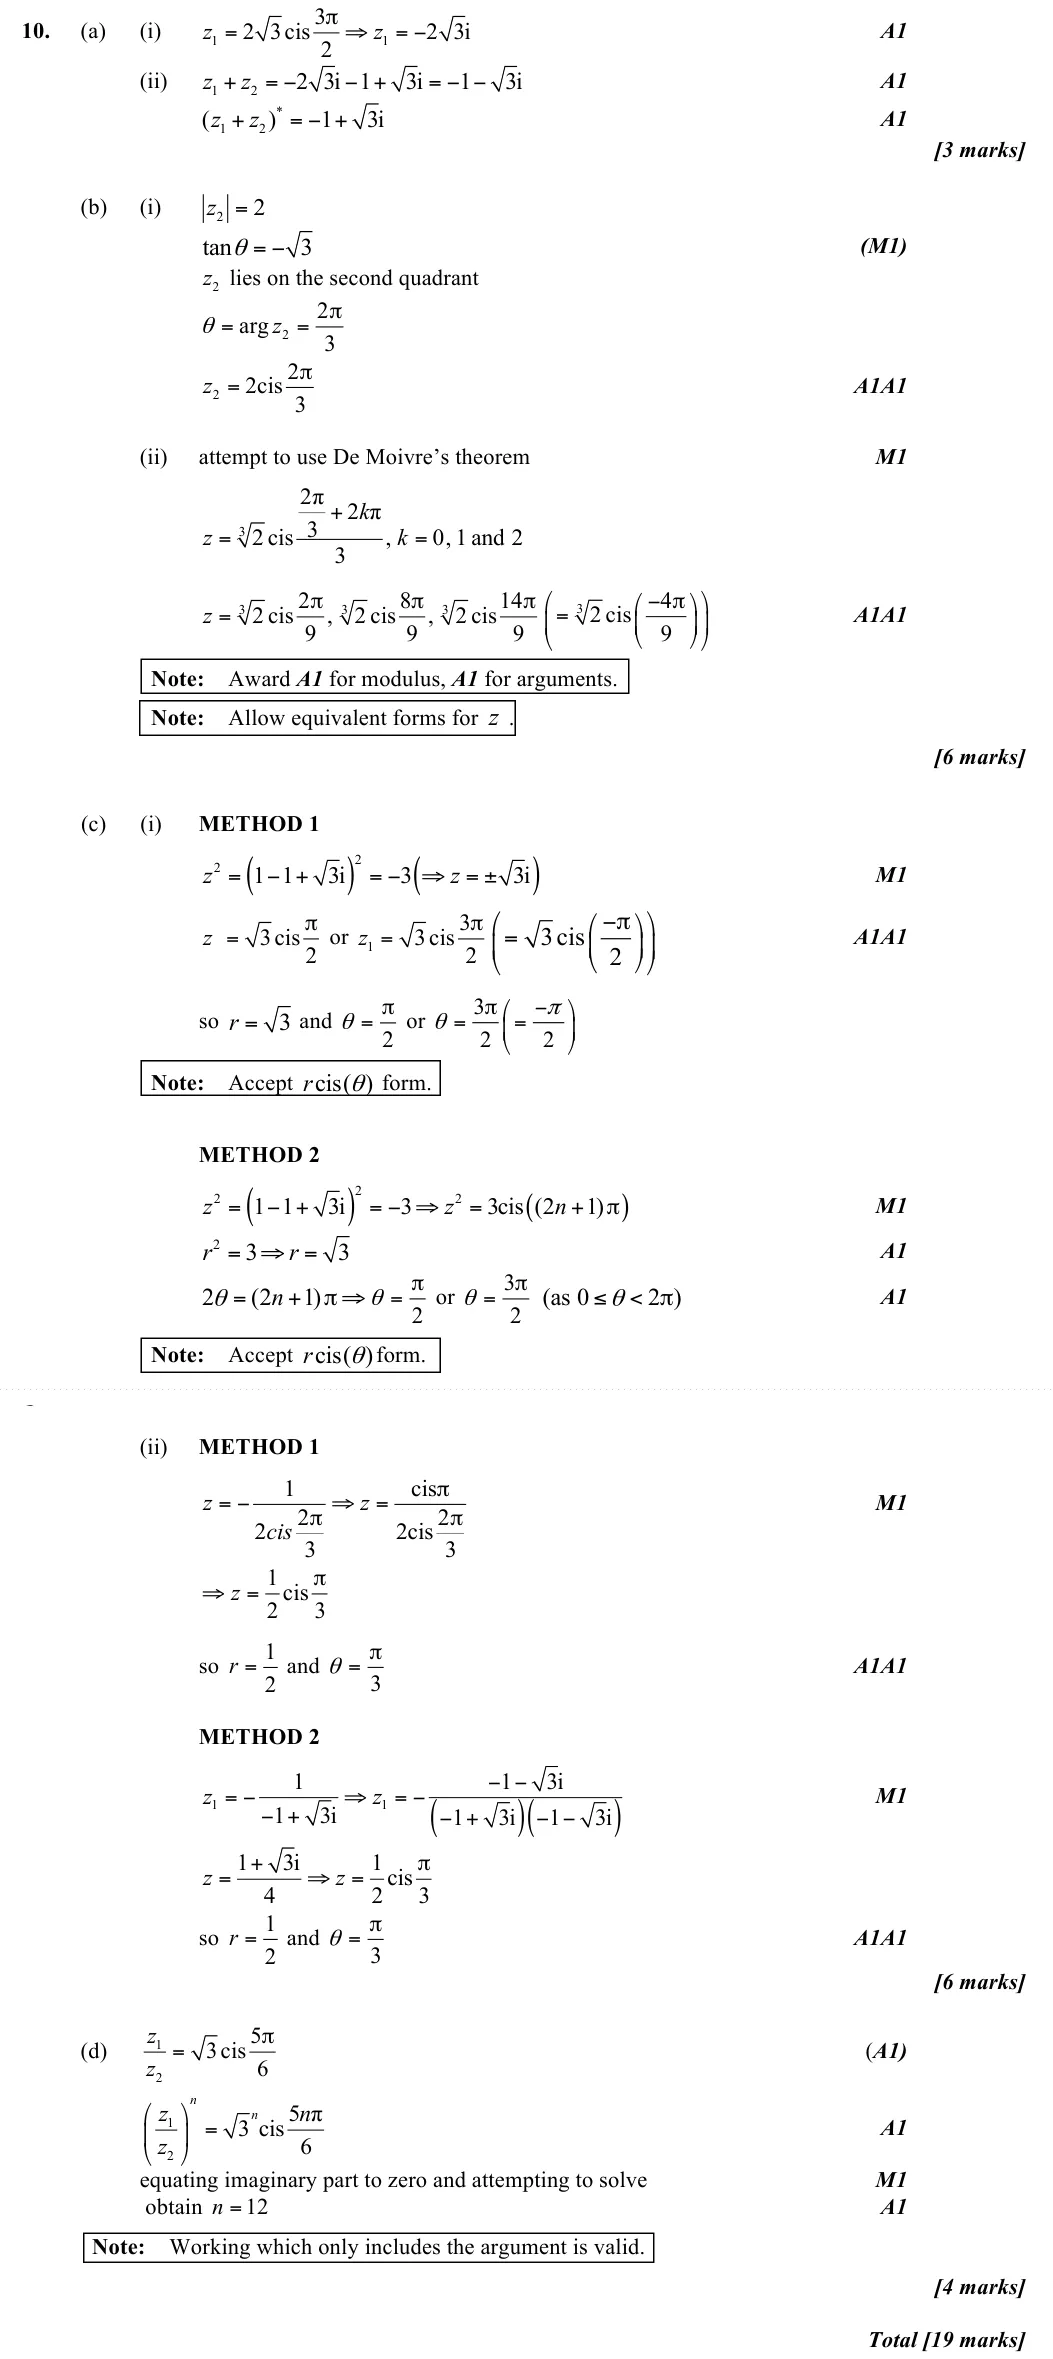 10. (a) (i) z₁ = 2√3 cis 3π/2 ⇒ z₁ = −2√3i A1
(ii) z₁ + z₂ = −2√3i − 1 + √3i = −1 − √3i A1
(z₁ + z₂)* = −1 + √3i A1
[3 marks]
(b) (i) |z₂| = 2
tan θ = −√3 (M1)
z₂ lies on the second quadrant
θ = arg z₂ = 2π/3
z₂ = 2cis 2π/3 A1A1
(ii) attempt to use De Moivre’s theorem M1
z = ∛2 cis (2π/3 + 2kπ)/3, k = 0, 1 and 2
z = ∛2 cis 2π/9, ∛2 cis 8π/9, ∛2 cis 14π/9 (= ∛2 cis(−4π/9)) A1A1
Note: Award A1 for modulus, A1 for arguments.
Note: Allow equivalent forms for z .
[6 marks]
(c) (i) METHOD 1
z² = (1 − 1 + √3i)² = −3(⇒ z = ±√3i) M1
z = √3 cis π/2 or z₁ = √3 cis 3π/2 (= √3 cis(−π/2)) A1A1
so r = √3 and θ = π/2 or θ = 3π/2 (= −π/2)
Note: Accept r cis(θ) form.
METHOD 2
z² = (1 − 1 + √3i)² = −3 ⇒ z² = 3cis((2n + 1)π) M1
r² = 3 ⇒ r = √3 A1
2θ = (2n + 1)π ⇒ θ = π/2 or θ = 3π/2 (as 0 ≤ θ < 2π) A1
Note: Accept r cis(θ) form.
(ii) METHOD 1
z = −1/(2cis 2π/3) ⇒ z = cisπ/(2cis 2π/3) M1
⇒ z = 1/2 cis π/3
so r = 1/2 and θ = π/3 A1A1
METHOD 2
z₁ = −1/(−1 + √3i) ⇒ z₁ = −(−1 − √3i)/((−1 + √3i)(−1 − √3i)) M1
z = (1 + √3i)/4 ⇒ z = 1/2 cis π/3
so r = 1/2 and θ = π/3 A1A1
[6 marks]
(d) z₁/z₂ = √3 cis 5π/6 (A1)
(z₁/z₂)ⁿ = √3ⁿ cis 5nπ/6 A1
equating imaginary part to zero and attempting to solve M1
obtain n = 12 A1
Note: Working which only includes the argument is valid.
[4 marks]
Total [19 marks]